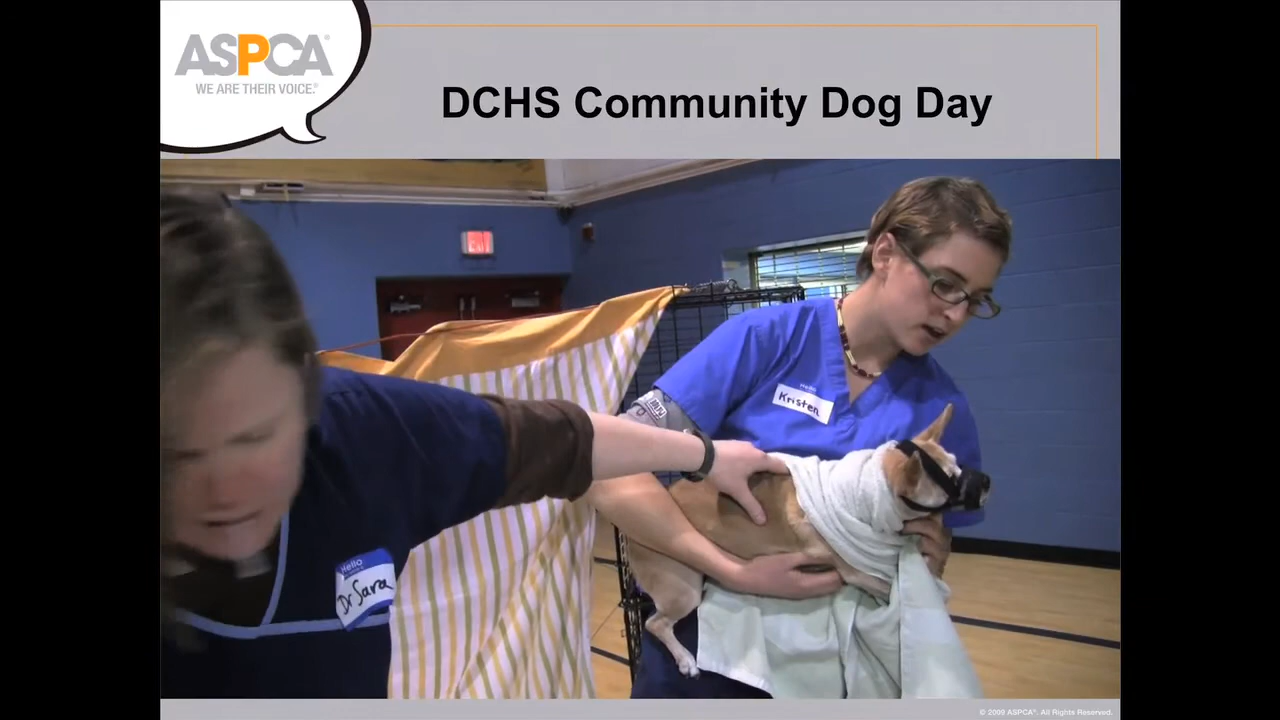 ASPCA®
WE ARE THEIR VOICE.®
DCHS Community Dog Day
Hello
Kristen
Hello
Dr Sara
© 2009 ASPCA®. All Rights Reserved.